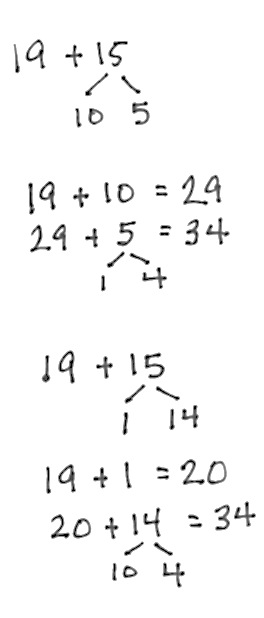 19 + 15
10 5
19 + 10 = 29
29 + 5 = 34
1 4
19 + 15
1 14
19 + 1 = 20
20 + 14 = 34
10 4